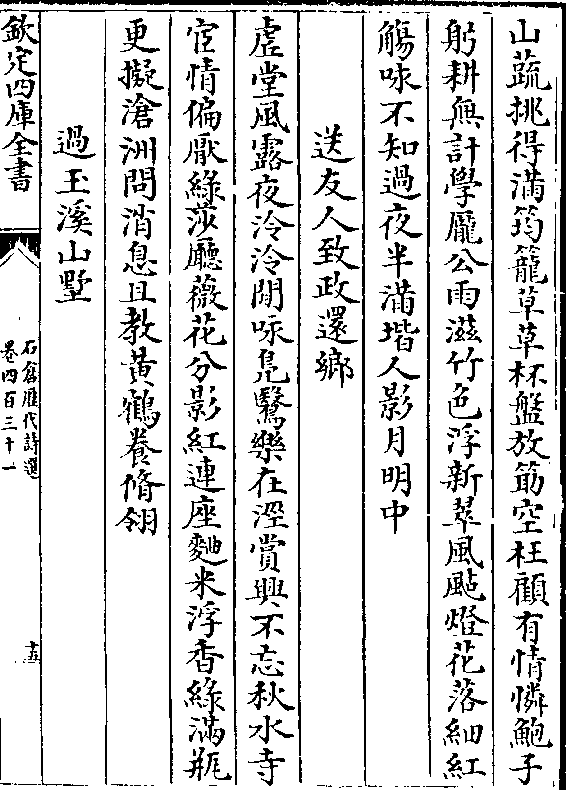 山蔬挑得滿筠籠草草杯盤放筯空枉顧有情憐鮑子
躬耕無計學龎公雨滋竹色浮新翠風颭燈花落細紅
觴咏不知過夜半滿堦人影月明中
送友人致政還鄉
虚堂風露夜泠泠閒咏鳬鷖樂在涇賞興不忘秋水寺
宦情偏厭緑莎廳薇花分影紅連座麯米浮香綠滿瓶
更擬滄洲問消息且教黃鶴養脩翎
過玉溪山墅
欽定四庫全書
石倉歴代詩選
卷四百三十一
十五